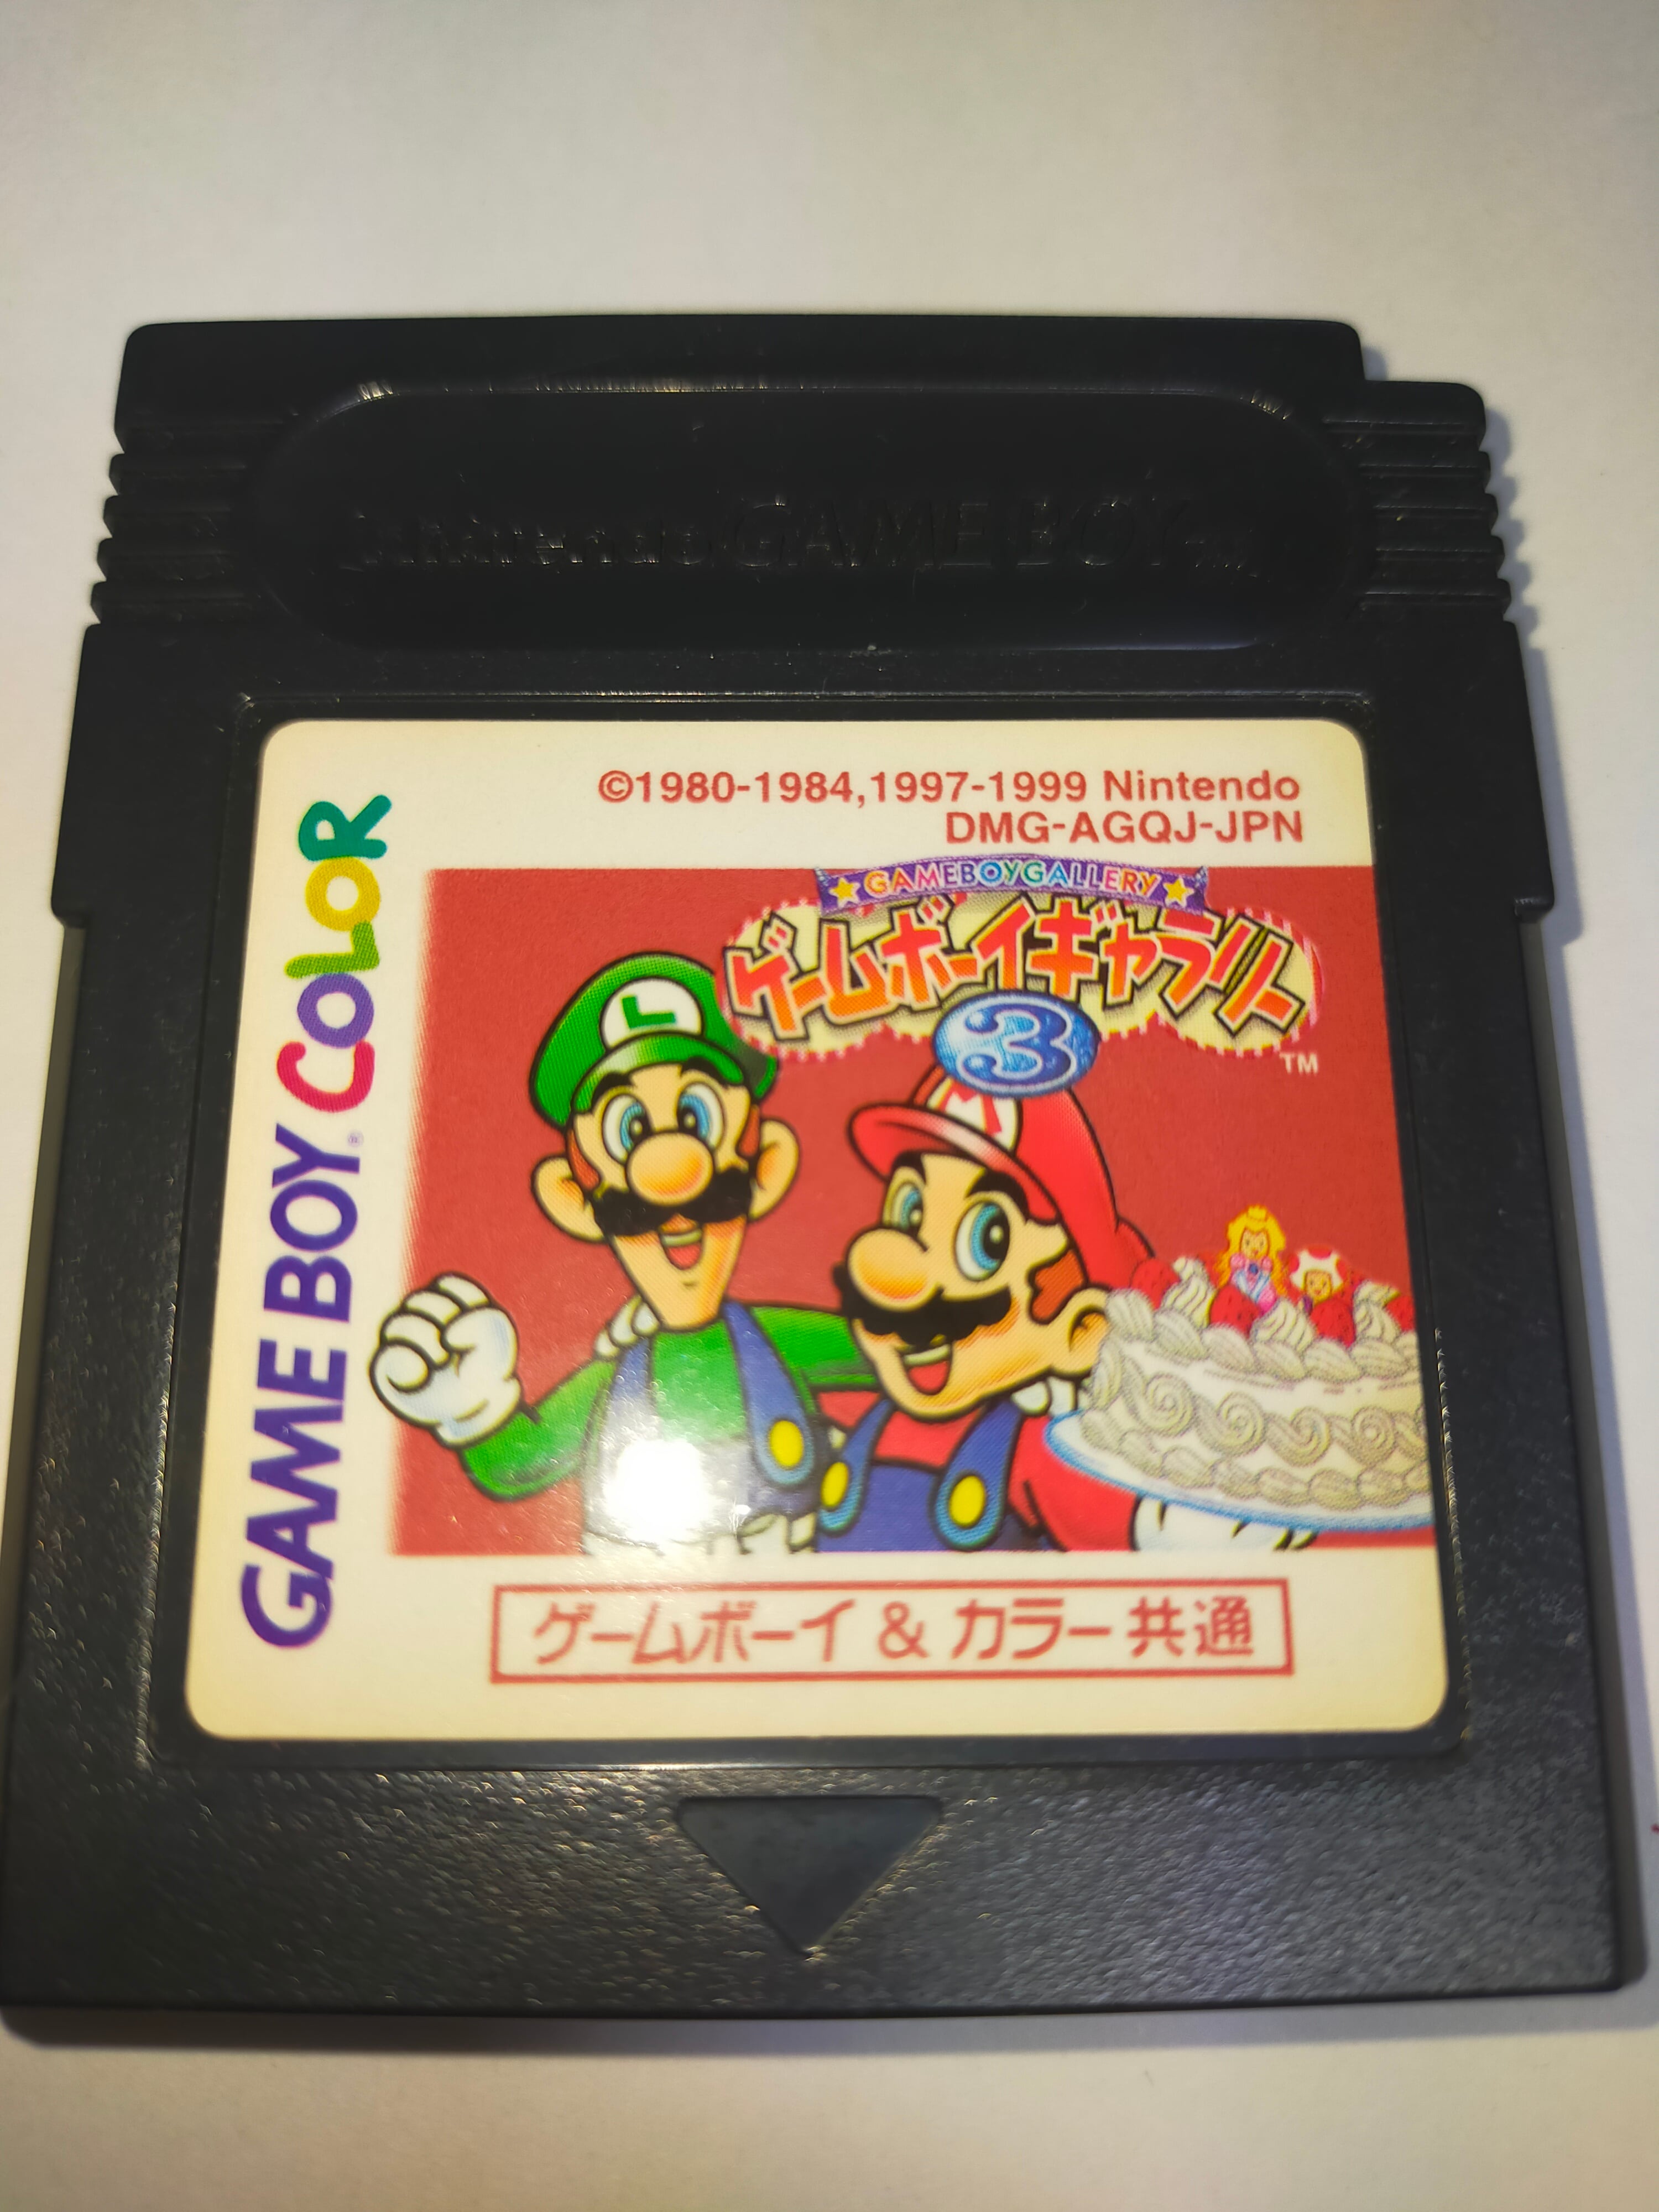 Nintendo GAME BOY TM
©1980-1984,1997-1999 Nintendo
DMG-AGQJ-JPN
GAME BOY® COLOR
GAMEBOYGALLERY
ゲームボーイギャラリー
3
TM
L
M
ゲームボーイ & カラー共通